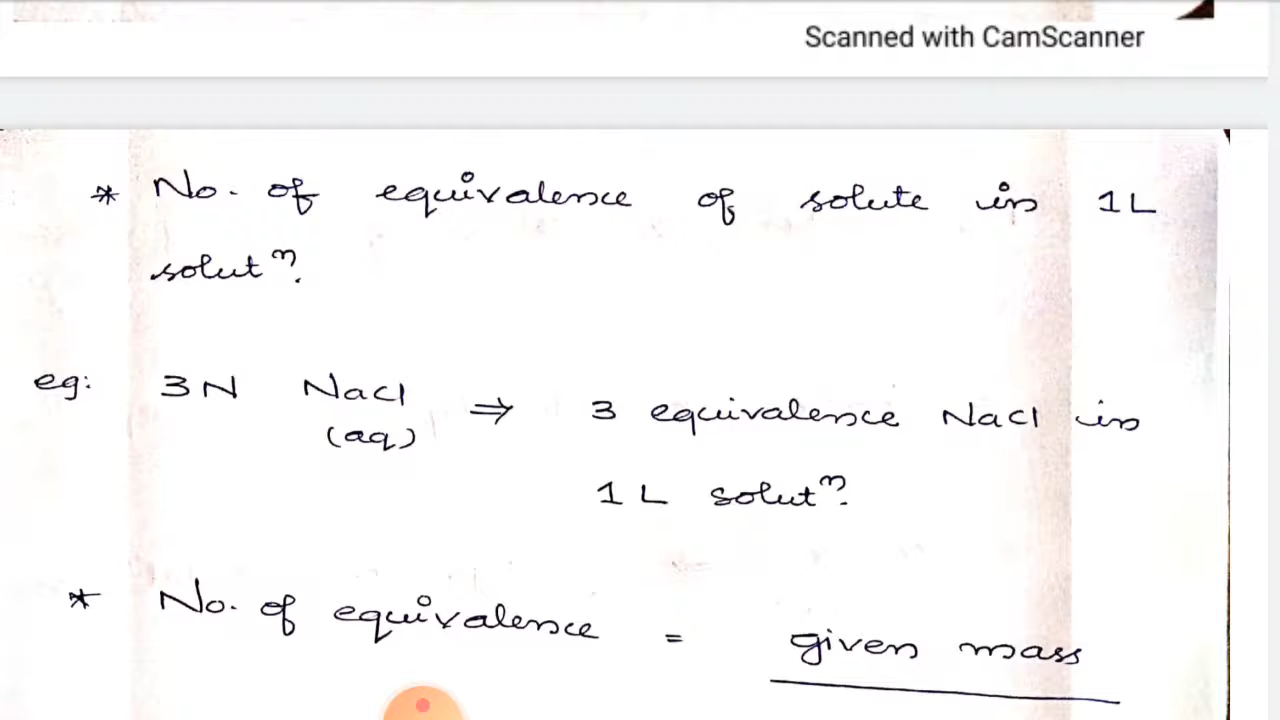 Scanned with CamScanner
* No. of equivalence of solute in 1L
solutⁿ.
eg: 3N NaCl ⇒ 3 equivalence NaCl in
(aq)
1 L solutⁿ.
* No. of equivalence = given mass